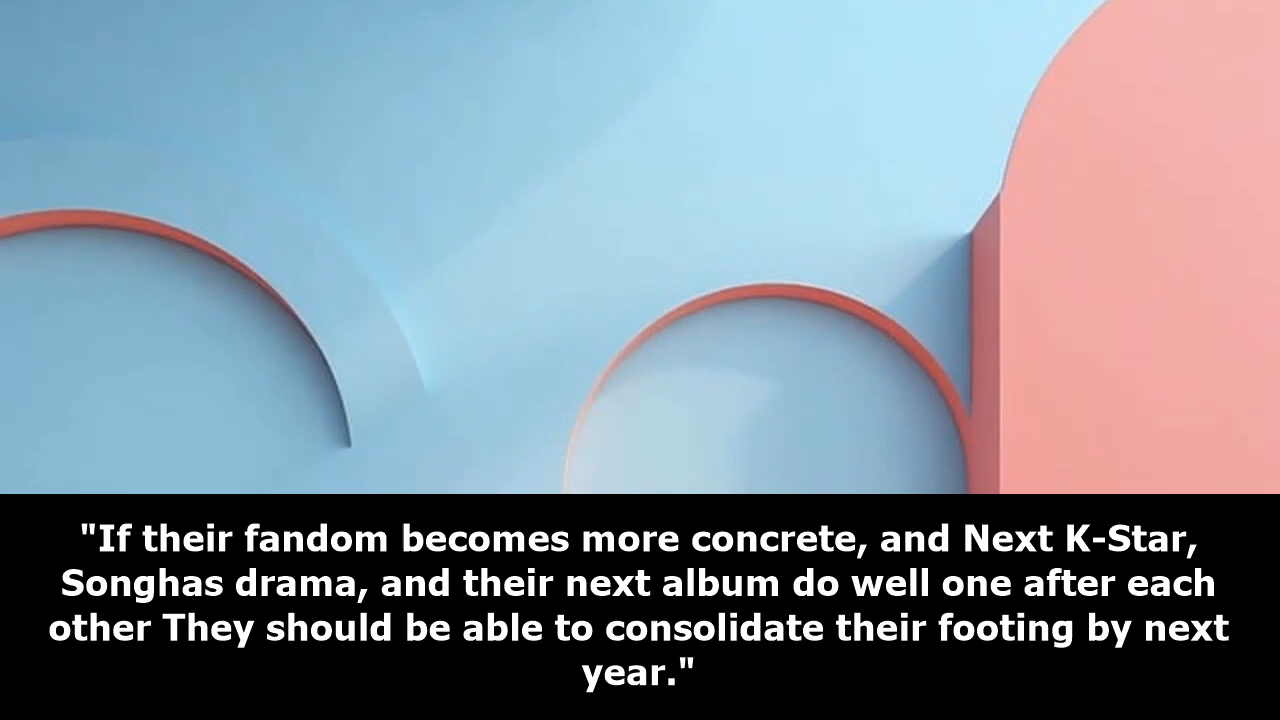 "If their fandom becomes more concrete, and Next K-Star,
Songhas drama, and their next album do well one after each
other They should be able to consolidate their footing by next
year."